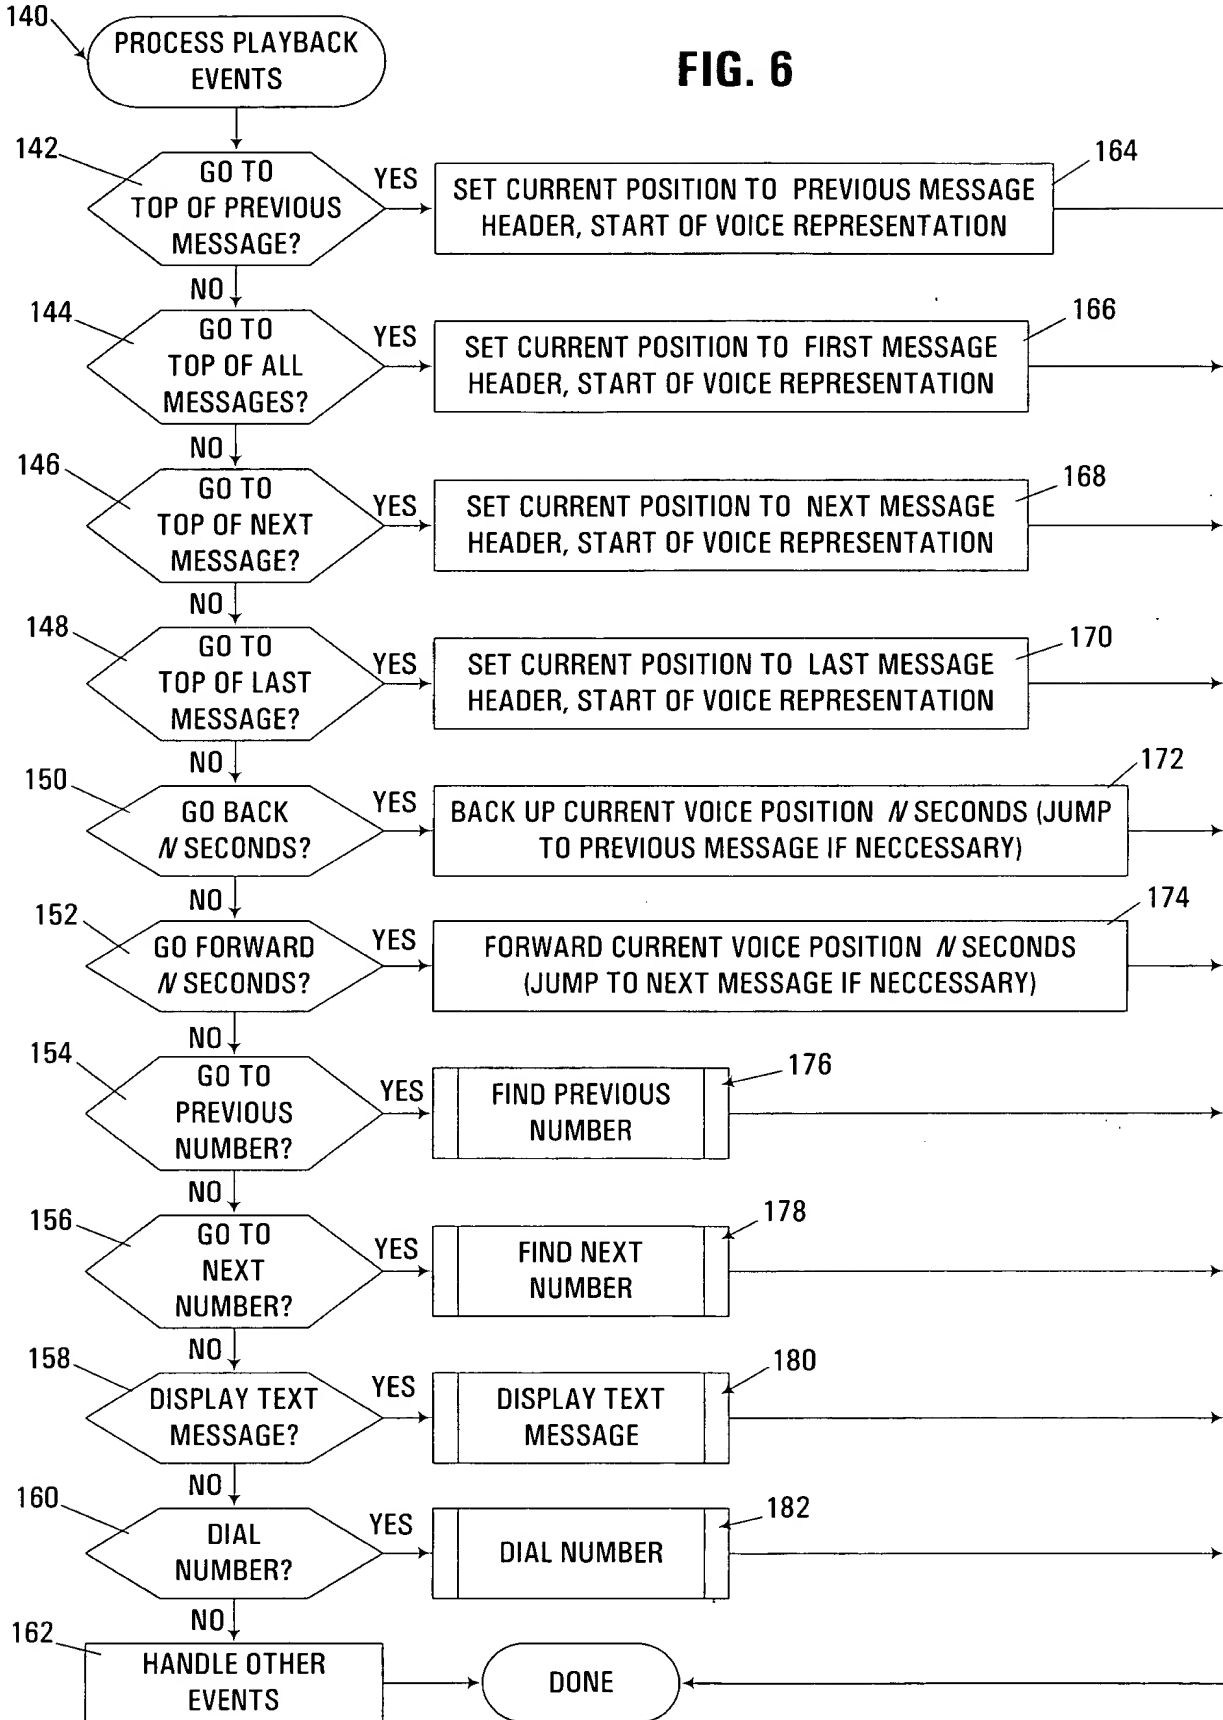 140
PROCESS PLAYBACK
EVENTS
FIG. 6
142
GO TO
TOP OF PREVIOUS
MESSAGE?
YES
SET CURRENT POSITION TO PREVIOUS MESSAGE
HEADER, START OF VOICE REPRESENTATION
164
NO
144
GO TO
TOP OF ALL
MESSAGES?
YES
SET CURRENT POSITION TO FIRST MESSAGE
HEADER, START OF VOICE REPRESENTATION
166
NO
146
GO TO
TOP OF NEXT
MESSAGE?
YES
SET CURRENT POSITION TO NEXT MESSAGE
HEADER, START OF VOICE REPRESENTATION
168
NO
148
GO TO
TOP OF LAST
MESSAGE?
YES
SET CURRENT POSITION TO LAST MESSAGE
HEADER, START OF VOICE REPRESENTATION
170
NO
150
GO BACK
N SECONDS?
YES
BACK UP CURRENT VOICE POSITION N SECONDS (JUMP
TO PREVIOUS MESSAGE IF NECCESSARY)
172
NO
152
GO FORWARD
N SECONDS?
YES
FORWARD CURRENT VOICE POSITION N SECONDS
(JUMP TO NEXT MESSAGE IF NECCESSARY)
174
NO
154
GO TO
PREVIOUS
NUMBER?
YES
FIND PREVIOUS
NUMBER
176
NO
156
GO TO
NEXT
NUMBER?
YES
FIND NEXT
NUMBER
178
NO
158
DISPLAY TEXT
MESSAGE?
YES
DISPLAY TEXT
MESSAGE
180
NO
160
DIAL
NUMBER?
YES
DIAL NUMBER
182
NO
162
HANDLE OTHER
EVENTS
DONE